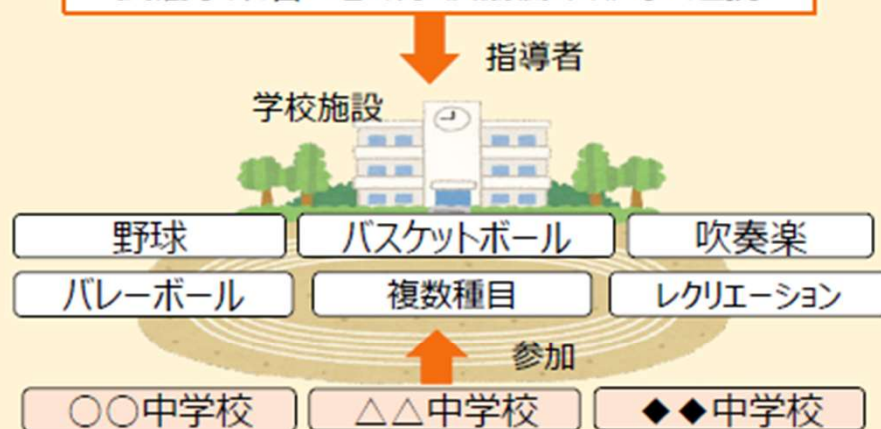 指導者
学校施設
野球 バスケットボール 吹奏楽
バレーボール 複数種目 レクリエーション
参加
○○中学校 △△中学校 ◆◆中学校